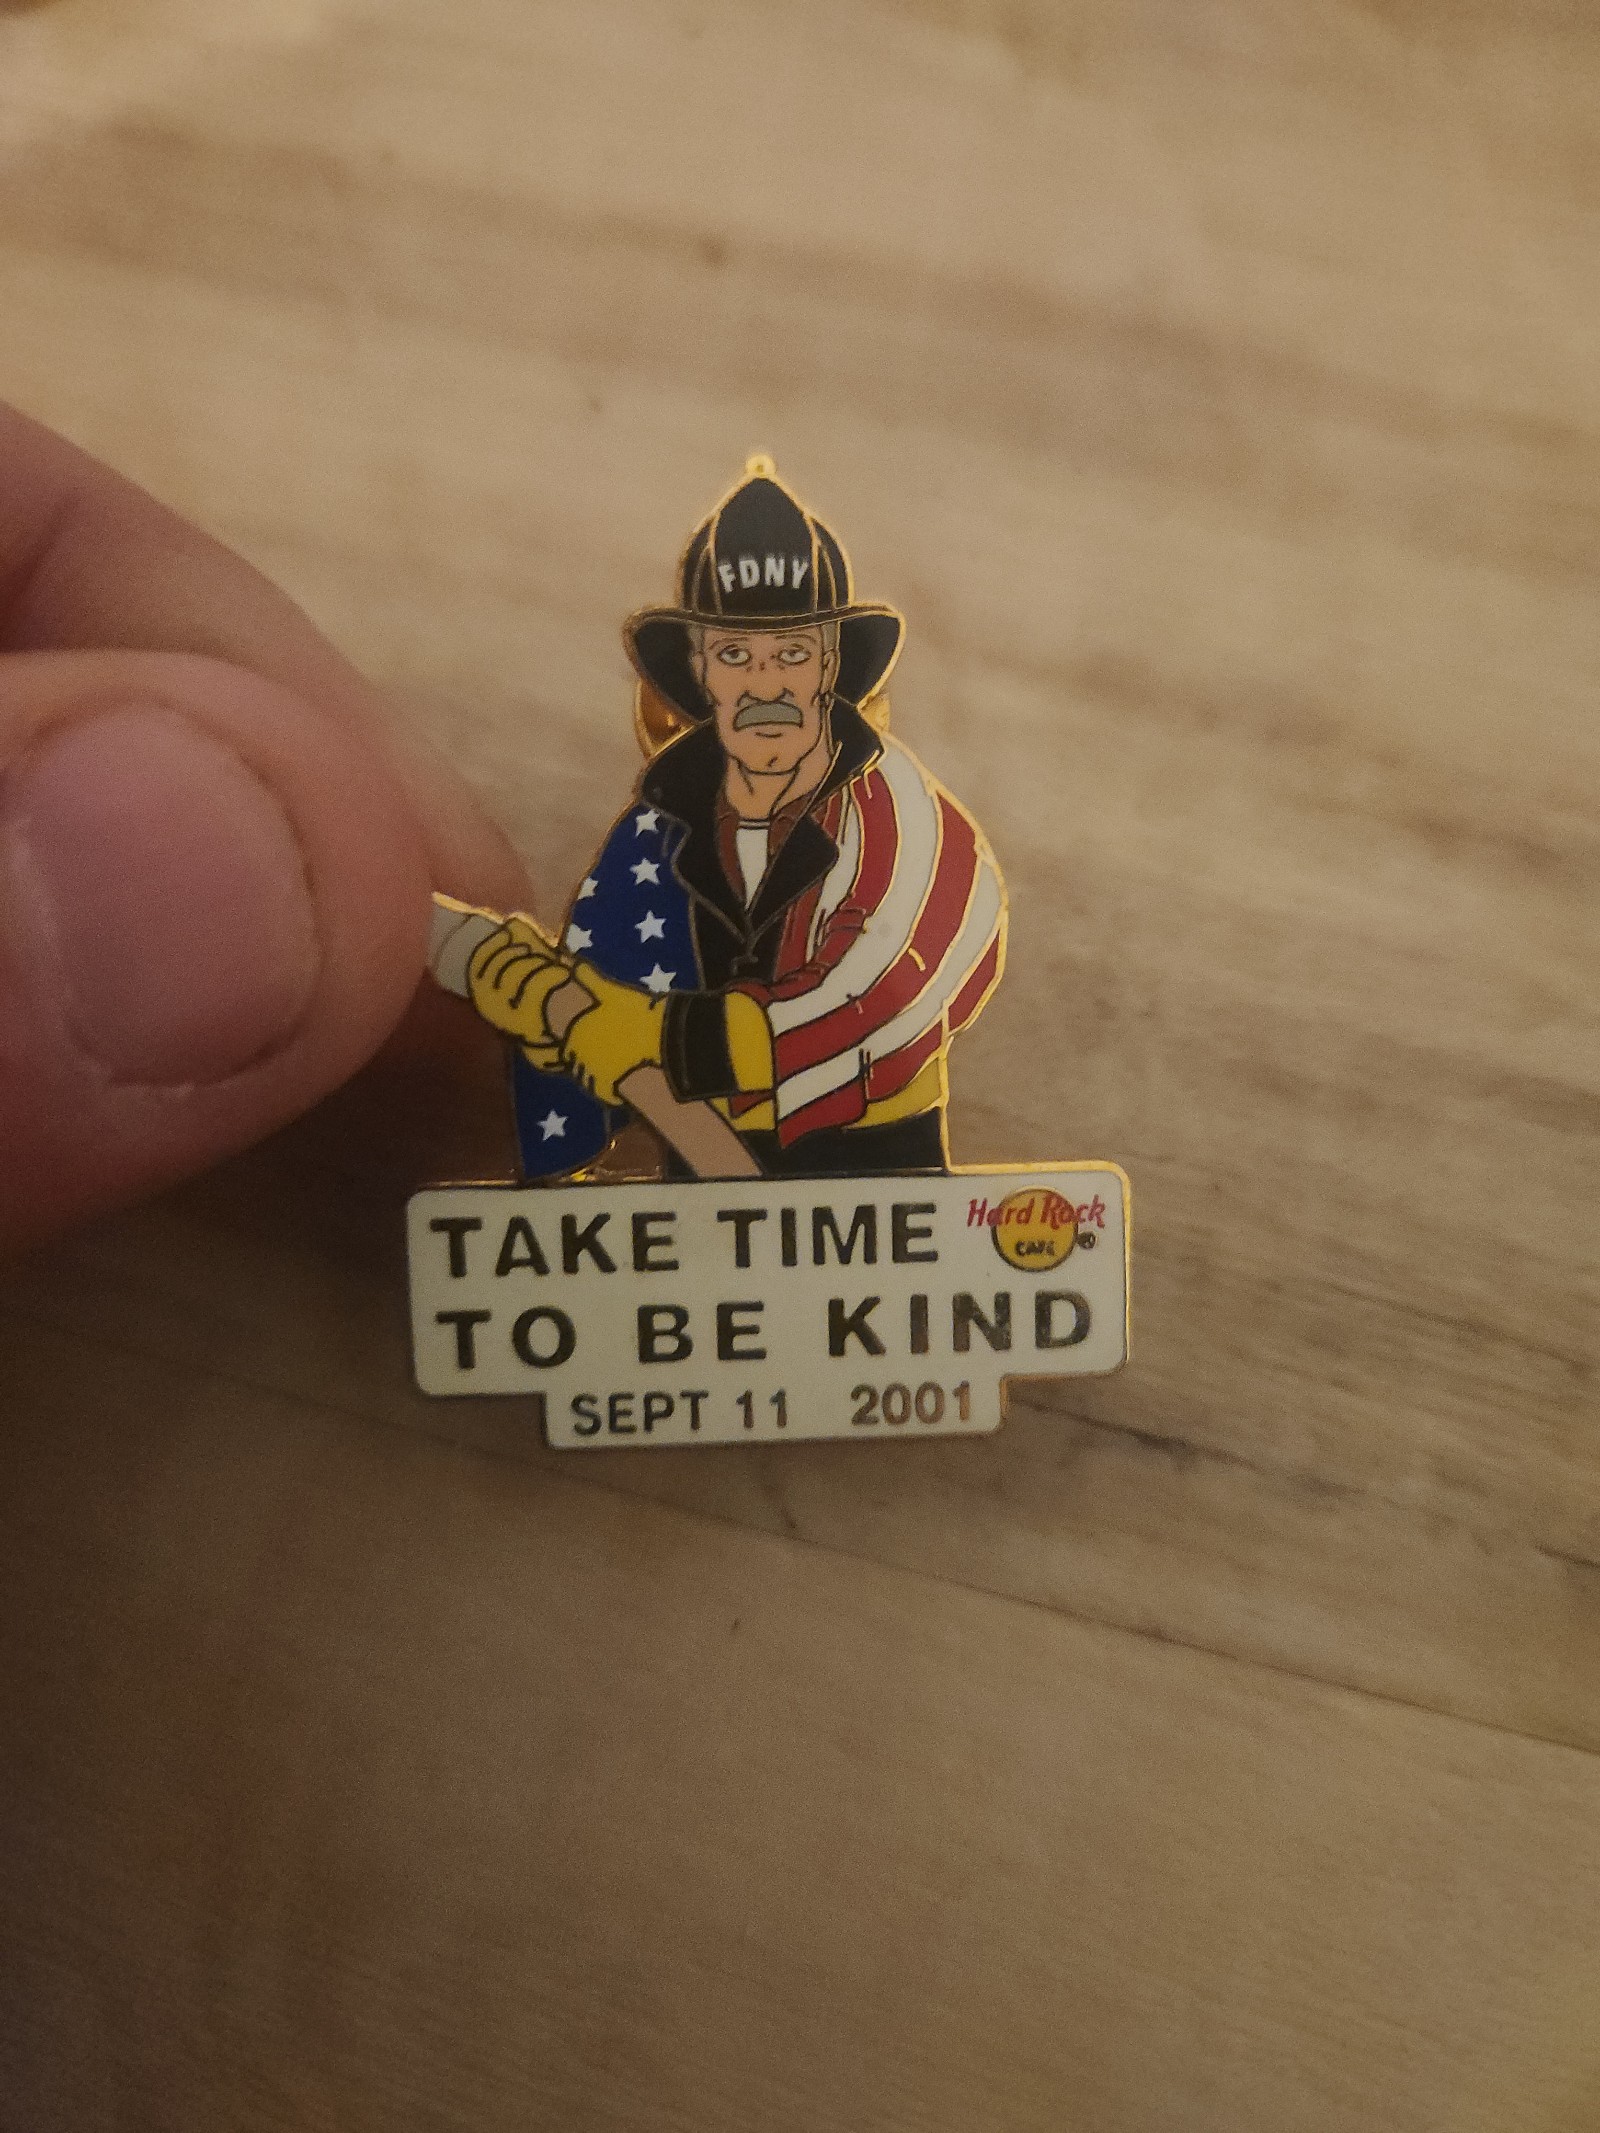 FDNY
TAKE TIME
Hard Rock
CAFE ®
TO BE KIND
SEPT 11 2001